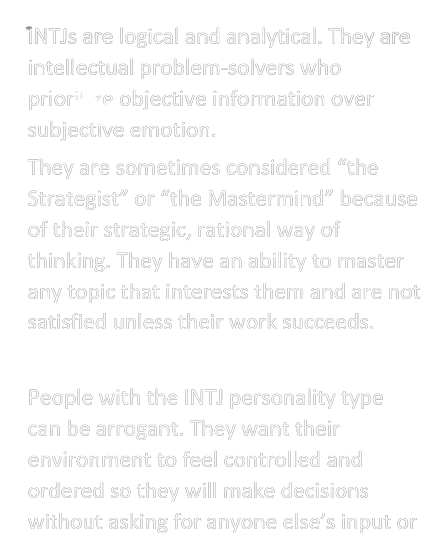 INTJs are logical and analytical. They are
intellectual problem-solvers who
prioritize objective information over
subjective emotion.
They are sometimes considered “the
Strategist” or “the Mastermind” because
of their strategic, rational way of
thinking. They have an ability to master
any topic that interests them and are not
satisfied unless their work succeeds.
People with the INTJ personality type
can be arrogant. They want their
environment to feel controlled and
ordered so they will make decisions
without asking for anyone else’s input or